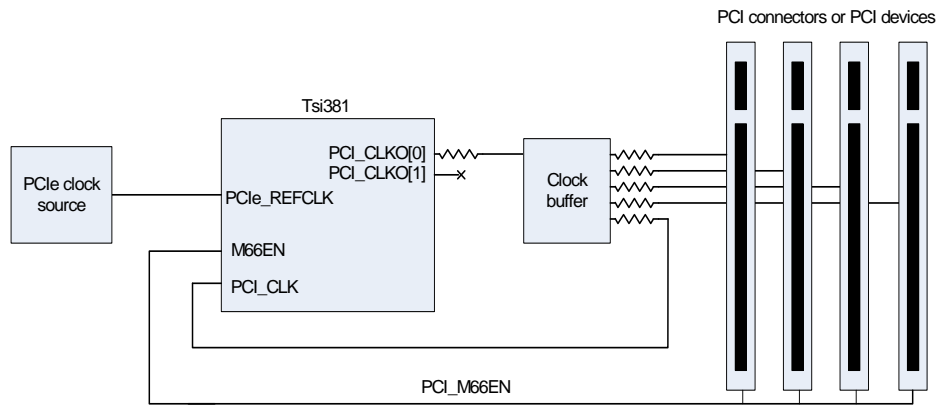 PCI connectors or PCI devices
Tsi381
PCIe clock
source
PCI_CLKO[0]
PCI_CLKO[1]
PCIe_REFCLK
M66EN
PCI_CLK
Clock
buffer
PCI_M66EN